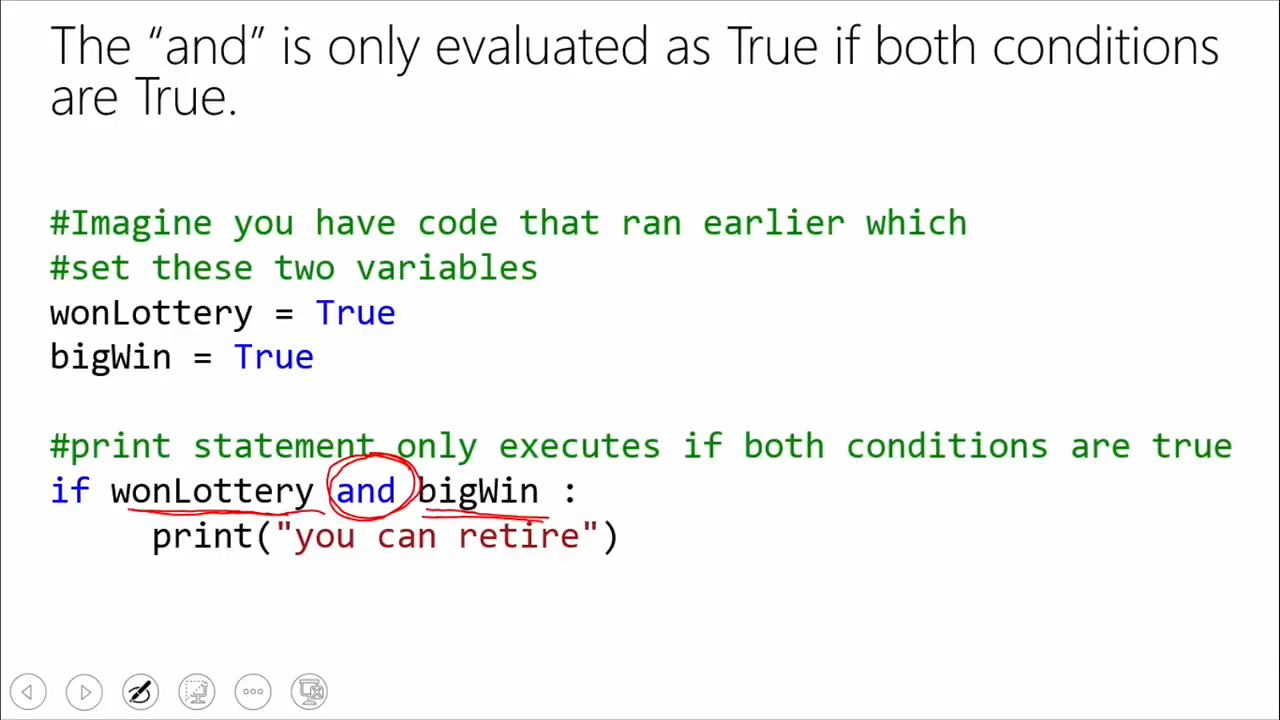 The “and” is only evaluated as True if both conditions
are True.
#Imagine you have code that ran earlier which
#set these two variables
wonLottery = True
bigWin = True
#print statement only executes if both conditions are true
if wonLottery and bigWin :
print("you can retire")